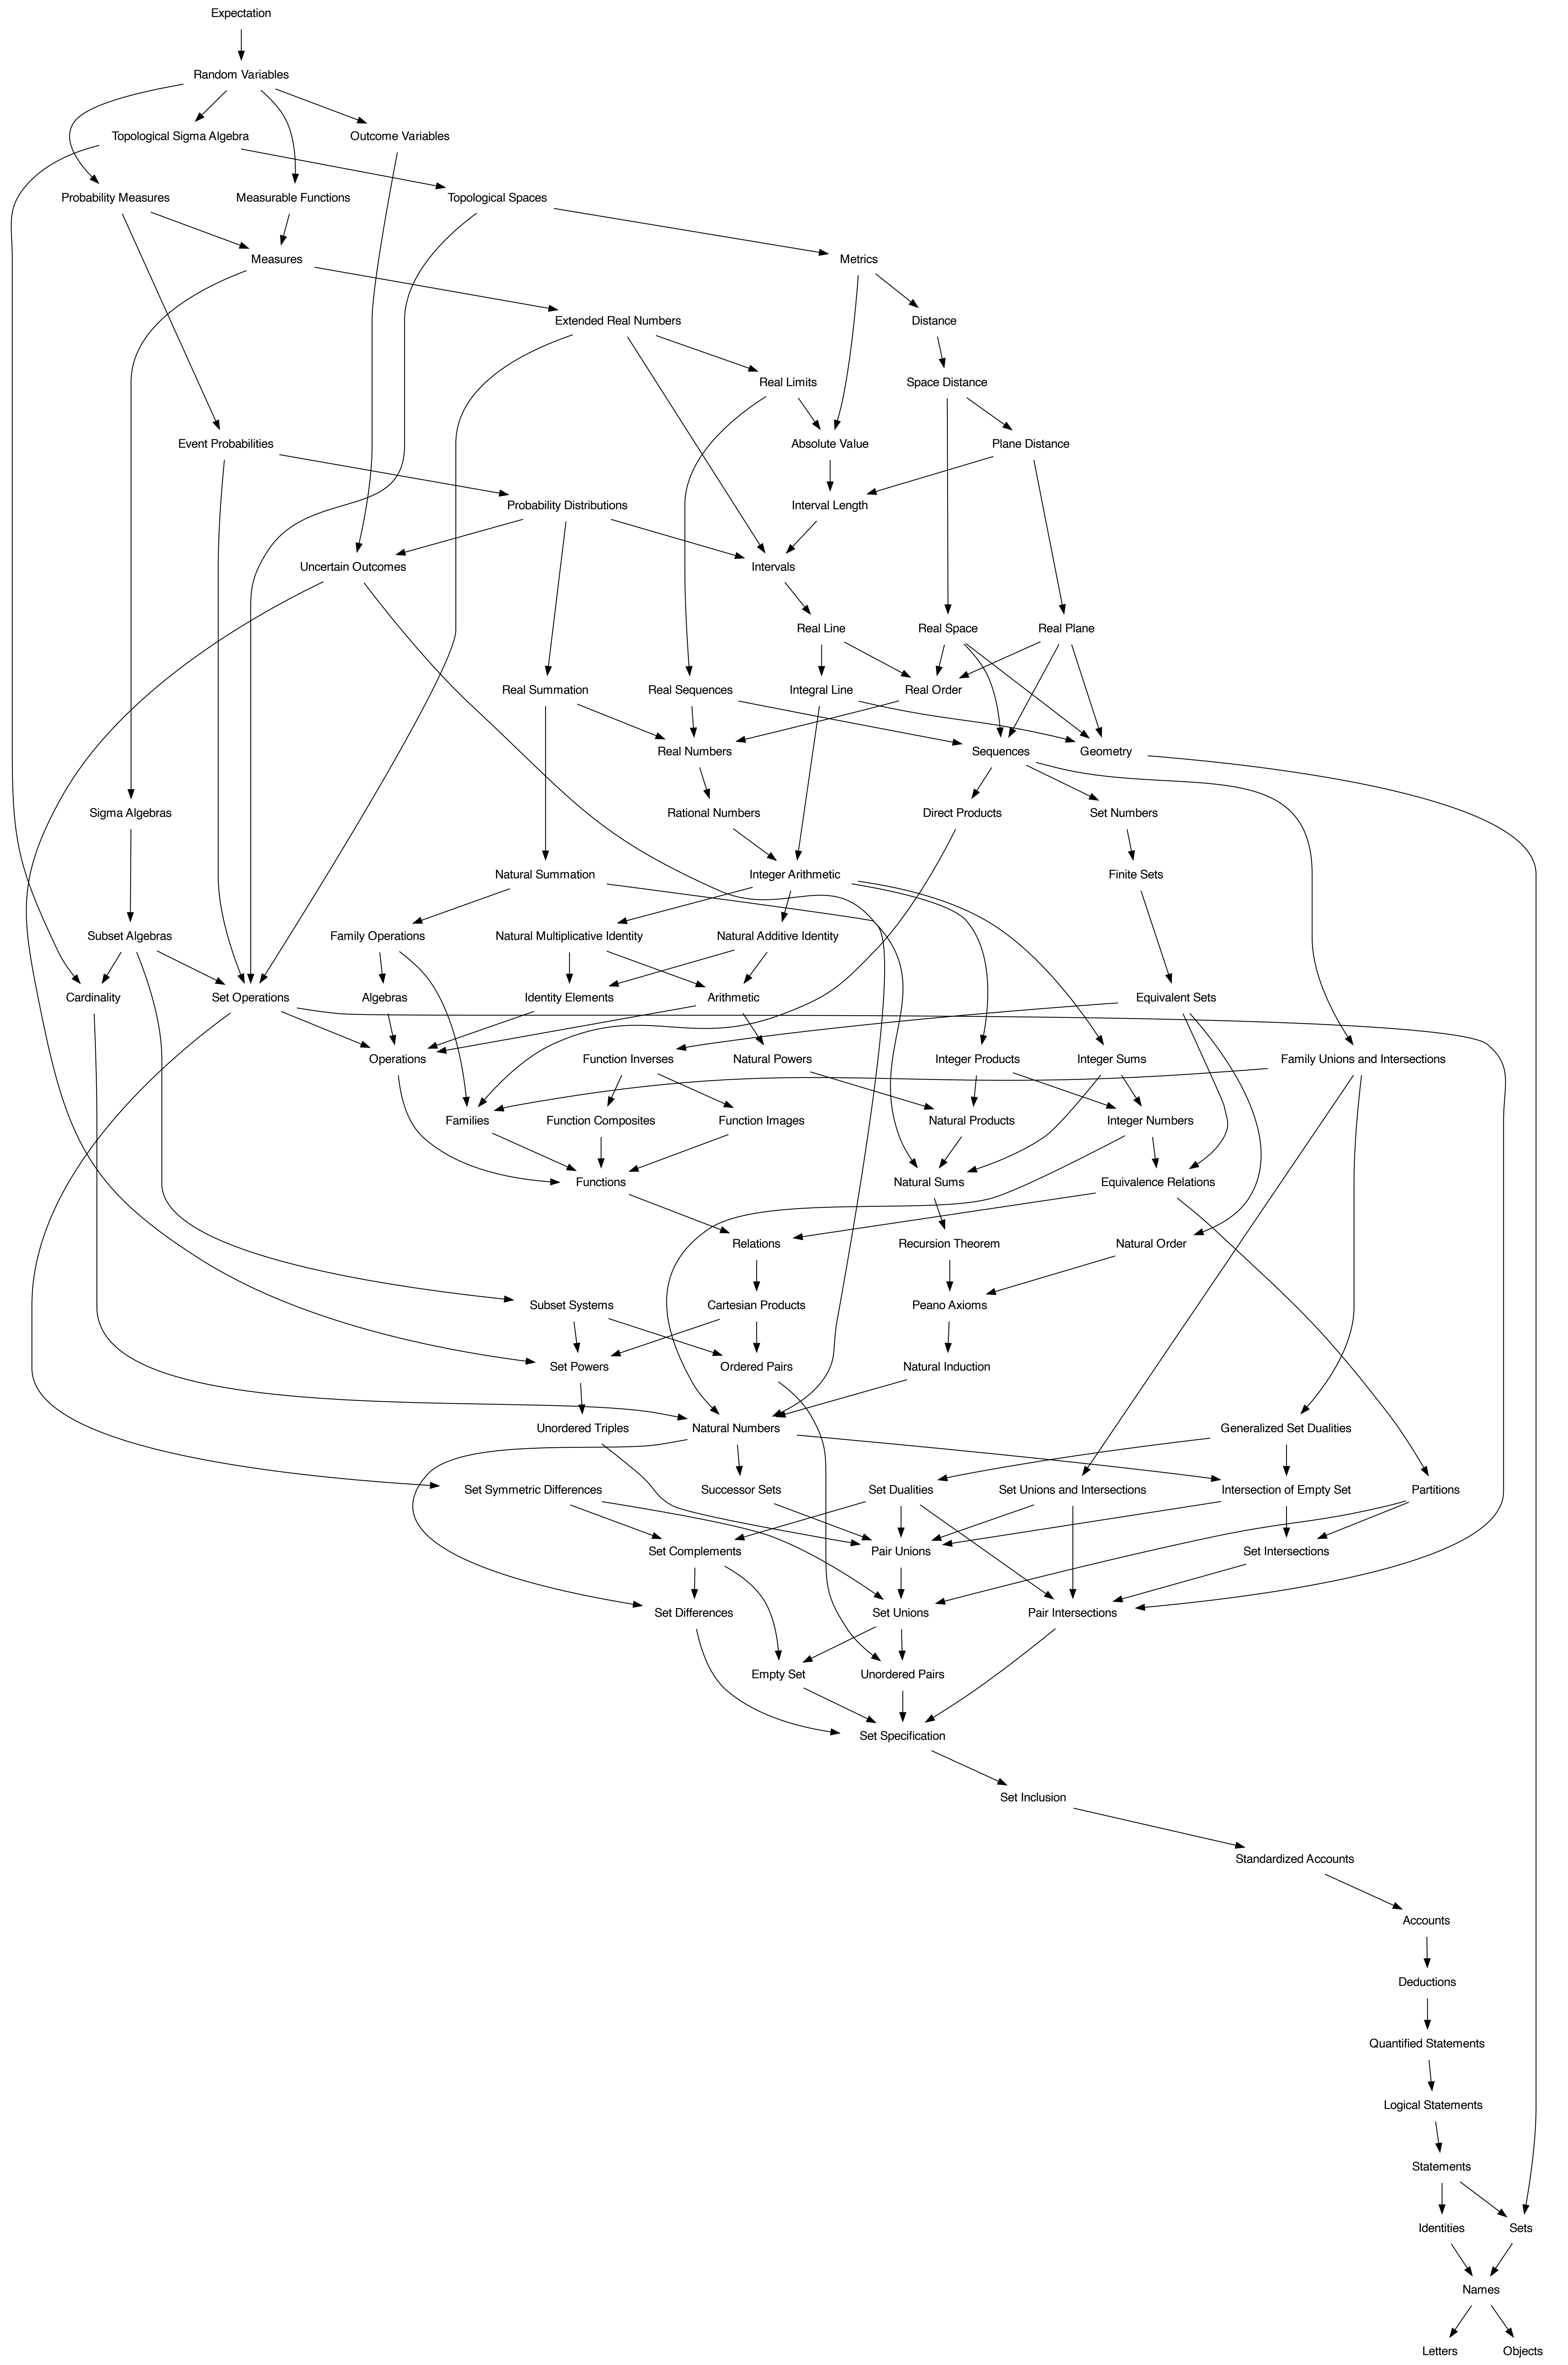 Expectation
Random Variables
Topological Sigma Algebra
Outcome Variables
Probability Measures
Measurable Functions
Topological Spaces
Measures
Metrics
Extended Real Numbers
Distance
Real Limits
Space Distance
Event Probabilities
Absolute Value
Plane Distance
Probability Distributions
Interval Length
Uncertain Outcomes
Intervals
Real Line
Real Space
Real Plane
Real Summation
Real Sequences
Integral Line
Real Order
Real Numbers
Sequences
Geometry
Sigma Algebras
Rational Numbers
Direct Products
Set Numbers
Natural Summation
Integer Arithmetic
Finite Sets
Subset Algebras
Family Operations
Natural Multiplicative Identity
Natural Additive Identity
Cardinality
Set Operations
Algebras
Identity Elements
Arithmetic
Equivalent Sets
Operations
Function Inverses
Natural Powers
Integer Products
Integer Sums
Family Unions and Intersections
Families
Function Composites
Function Images
Natural Products
Integer Numbers
Functions
Natural Sums
Equivalence Relations
Relations
Recursion Theorem
Natural Order
Subset Systems
Cartesian Products
Peano Axioms
Set Powers
Ordered Pairs
Natural Induction
Unordered Triples
Natural Numbers
Generalized Set Dualities
Set Symmetric Differences
Successor Sets
Set Dualities
Set Unions and Intersections
Intersection of Empty Set
Partitions
Set Complements
Pair Unions
Set Intersections
Set Differences
Set Unions
Pair Intersections
Empty Set
Unordered Pairs
Set Specification
Set Inclusion
Standardized Accounts
Accounts
Deductions
Quantified Statements
Logical Statements
Statements
Identities
Sets
Names
Letters
Objects